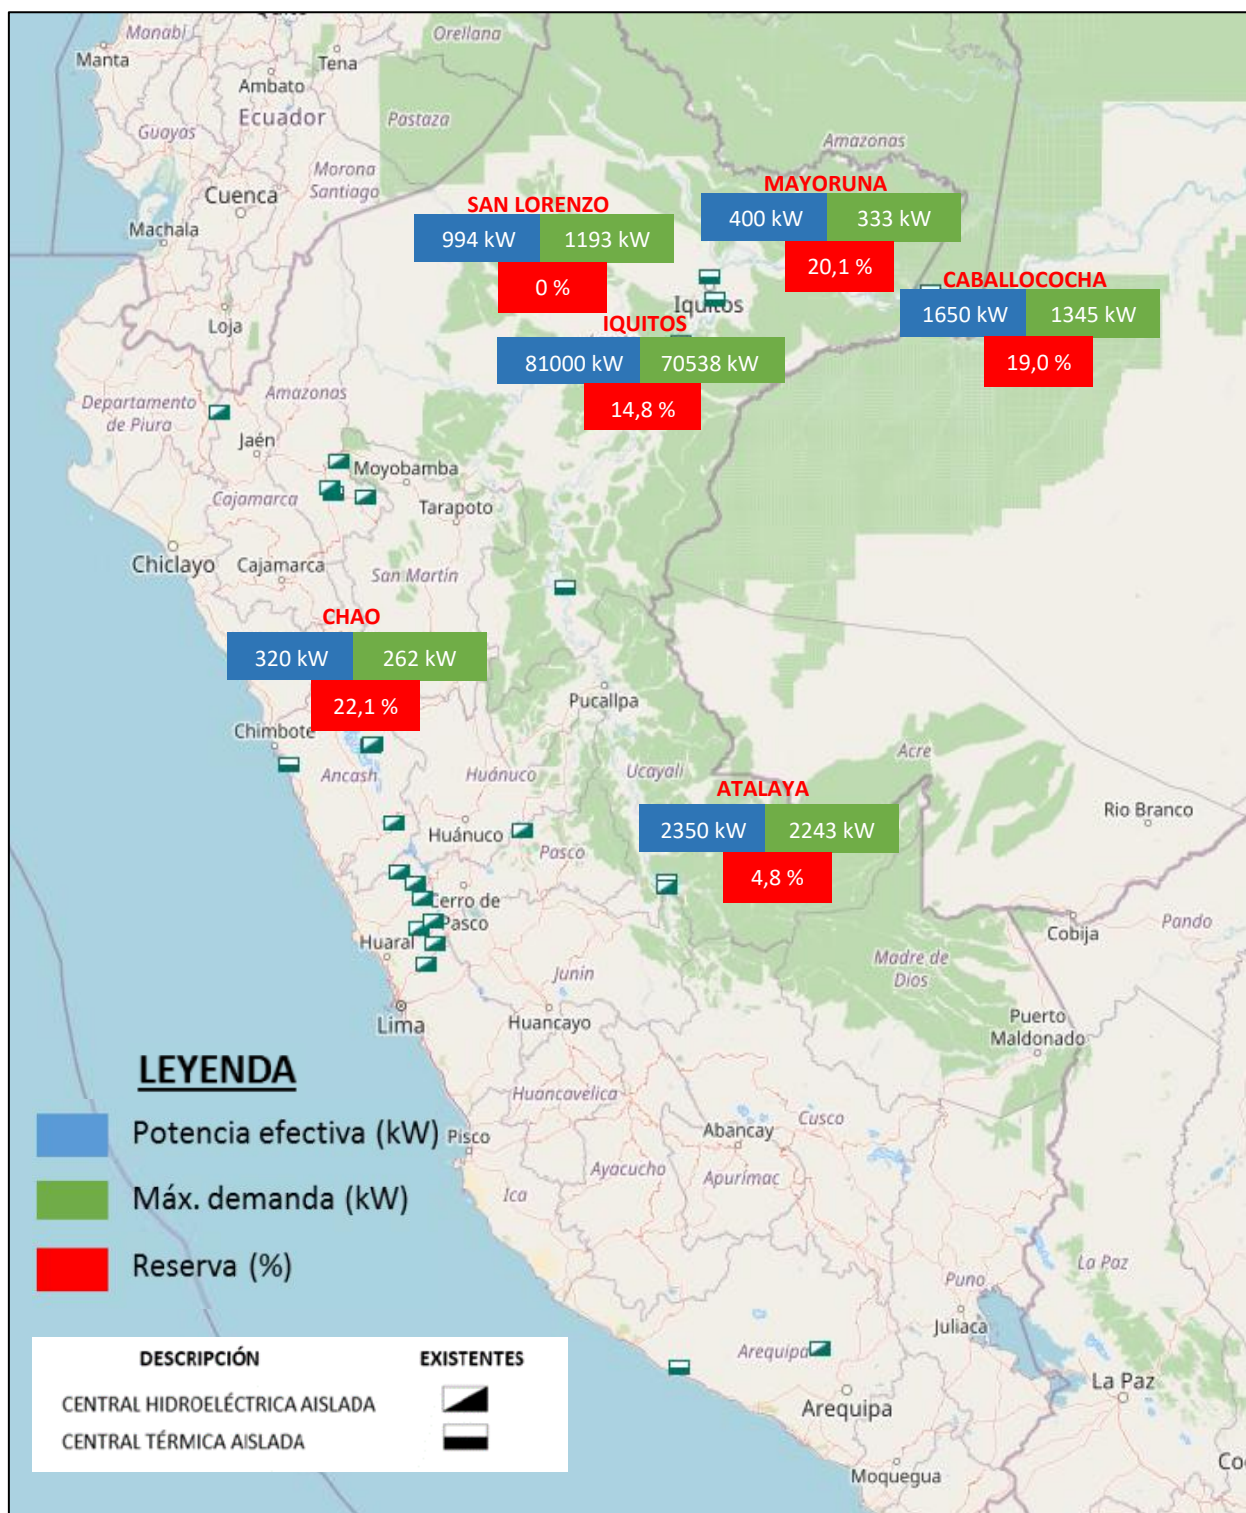 Manabí
Orellana
Manta
Tena
Ambato
Ecuador
Pastaza
Guayas
Amazonas
Morona
Santiago
Cuenca
Machala
MAYORUNA
400 kW 333 kW
20,1 %
SAN LORENZO
994 kW 1193 kW
0 %
CABALLOCOCHA
1650 kW 1345 kW
19,0 %
Iquitos
IQUITOS
81000 kW 70538 kW
14,8 %
Loja
Amazonas
Departamento
de Piura
Jaén
Moyobamba
Cajamarca
Tarapoto
Chiclayo
Cajamarca
San Martín
CHAO
320 kW 262 kW
22,1 %
Pucallpa
Chimbote
Ancash
Huánuco
Ucayali
Acre
ATALAYA
2350 kW 2243 kW
4,8 %
Rio Branco
Huánuco
Pasco
Cerro de
Pasco
Huaral
Cobija
Pando
Junín
Madre de
Dios
Lima
Huancayo
Puerto
Maldonado
LEYENDA
Potencia efectiva (kW)
Máx. demanda (kW)
Reserva (%)
Huancavelica
Pisco
Abancay
Cusco
Ayacucho
Apurímac
Ica
La Paz
Puno
Juliaca
Arequipa
La Paz
Arequipa
Moquegua
Co
DESCRIPCIÓN EXISTENTES
CENTRAL HIDROELÉCTRICA AISLADA
CENTRAL TÉRMICA AISLADA